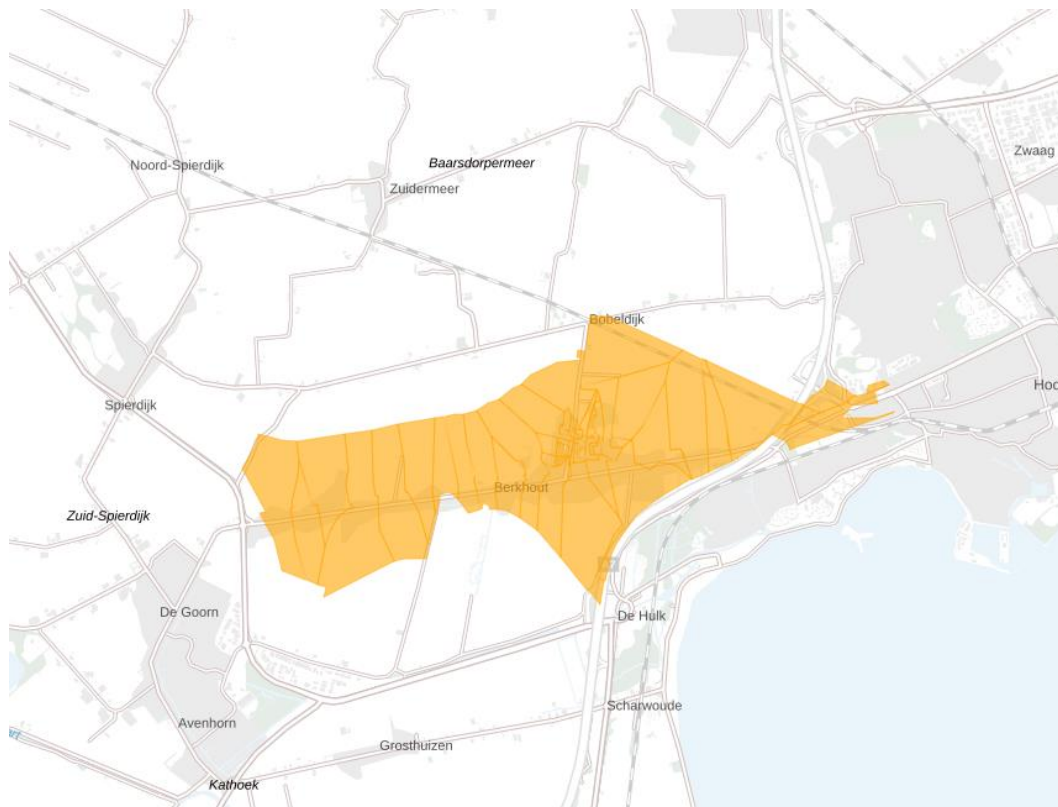 Zwaag
Noord-Spierdijk
Baarsdorpermeer
Zuidermeer
Bobeldijk
Hoo
Spierdijk
Berkhout
Zuid-Spierdijk
De Goorn
De Hulk
Scharwoude
Avenhorn
Grosthuizen
Kathoek